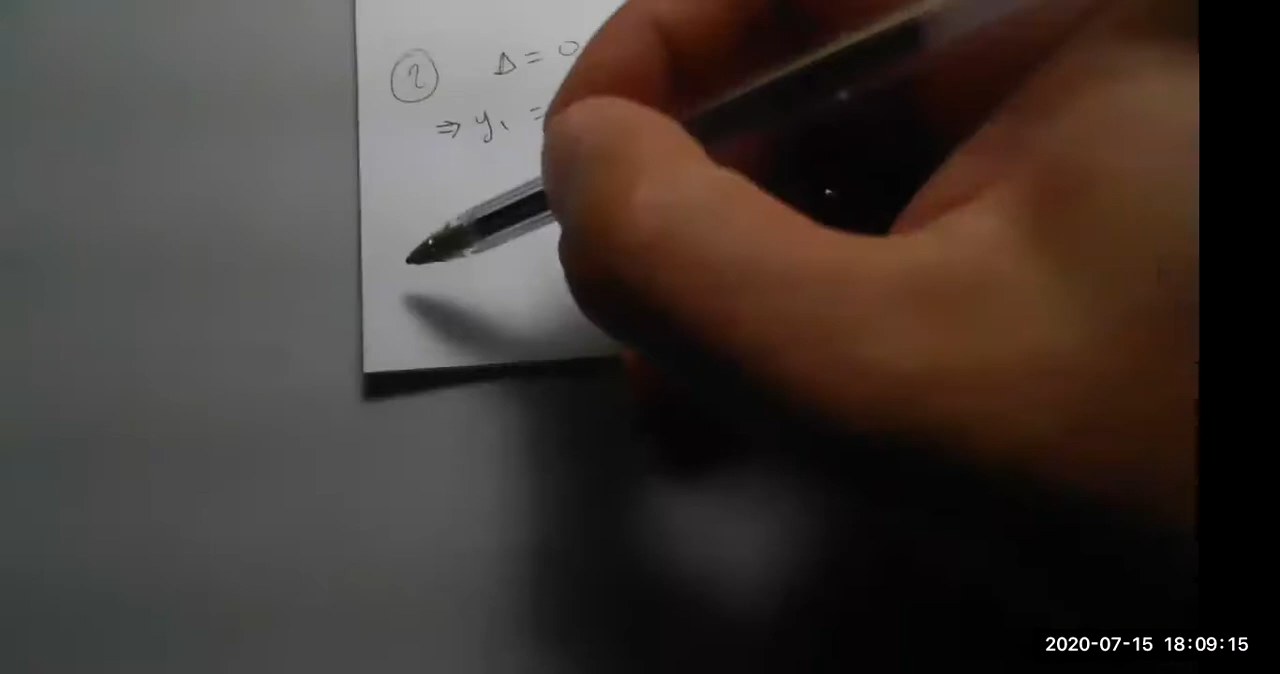 ② Δ = 0
⇒ y₁ =
2020-07-15 18:09:15